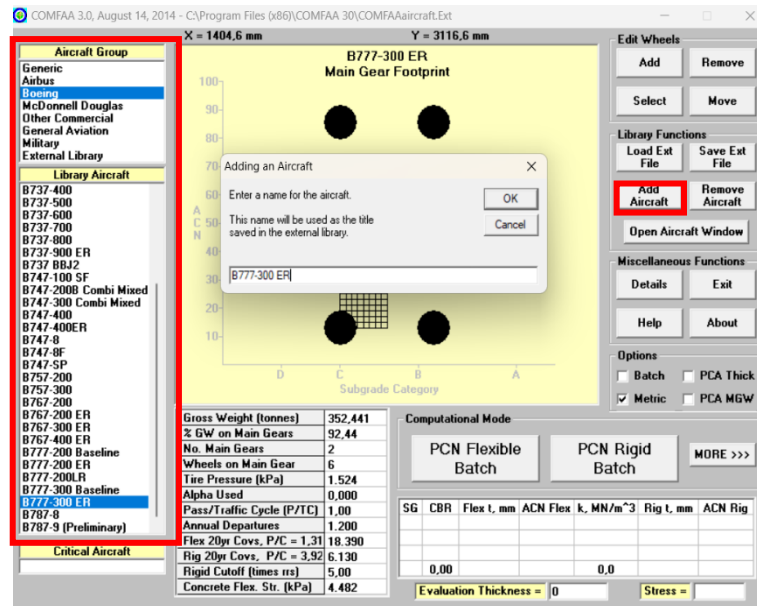 COMFAA 3.0, August 14, 2014 - C:\Program Files (x86)\COMFAA 30\COMFAAaircraft.Ext
X = 1404,6 mm Y = 3116,6 mm
Aircraft Group
Generic
Airbus
Boeing
McDonnell Douglas
Other Commercial
General Aviation
Military
External Library
Library Aircraft
B737-400
B737-500
B737-600
B737-700
B737-800
B737-900 ER
B737 BBJ2
B747-100 SF
B747-200B Combi Mixed
B747-300 Combi Mixed
B747-400
B747-400ER
B747-8
B747-8F
B747-SP
B757-200
B757-300
B767-200
B767-200 ER
B767-300 ER
B767-400 ER
B777-200 Baseline
B777-200 ER
B777-200LR
B777-300 Baseline
B777-300 ER
B787-8
B787-9 (Preliminary)
Critical Aircraft
B777-300 ER
Main Gear Footprint
100
90
80
70
60
50
40
30
20
10
A
C
N
D C B A
Subgrade Category
Adding an Aircraft
Enter a name for the aircraft.
This name will be used as the title
saved in the external library.
OK
Cancel
B777-300 ER
Gross Weight (tonnes) 352,441
% GW on Main Gears 92,44
No. Main Gears 2
Wheels on Main Gear 6
Tire Pressure (kPa) 1.524
Alpha Used 0,000
Pass/Traffic Cycle (P/TC) 1,00
Annual Departures 1.200
Flex 20yr Covs, P/C = 1,31 18.390
Rig 20yr Covs, P/C = 3,92 6.130
Rigid Cutoff (times rrs) 5,00
Concrete Flex. Str. (kPa) 4.482
Edit Wheels
Add Remove
Select Move
Library Functions
Load Ext File Save Ext File
Add Aircraft Remove Aircraft
Open Aircraft Window
Miscellaneous Functions
Details Exit
Help About
Options
Batch PCA Thick
Metric PCA MGW
Computational Mode
PCN Flexible Batch PCN Rigid Batch MORE >>>
SG CBR Flex t, mm ACN Flex k, MN/m^3 Rig t, mm ACN Rig
0,00 0,0
Evaluation Thickness = 0 Stress =